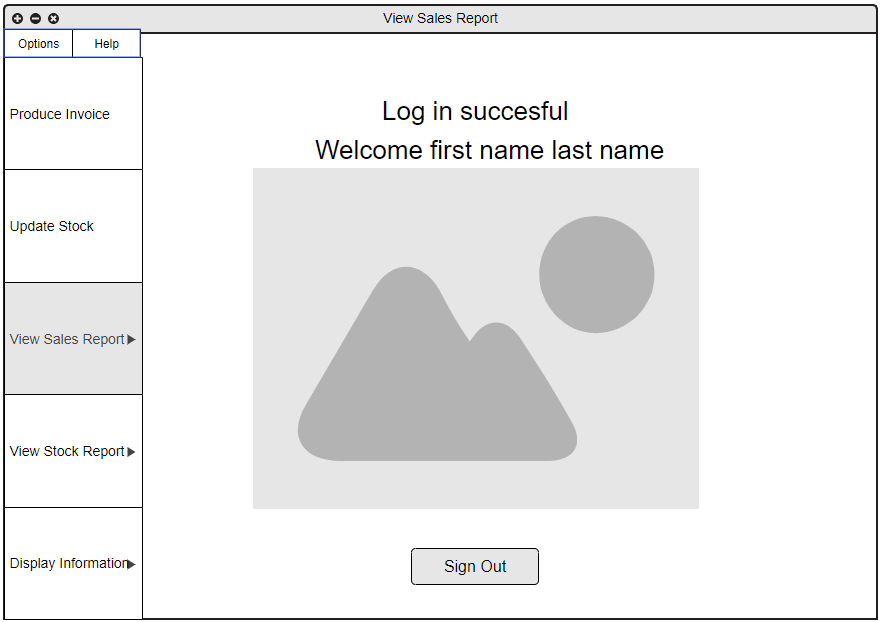 View Sales Report
Options
Help
Produce Invoice
Update Stock
View Sales Report
View Stock Report
Display Information
Log in succesful
Welcome first name last name
Sign Out